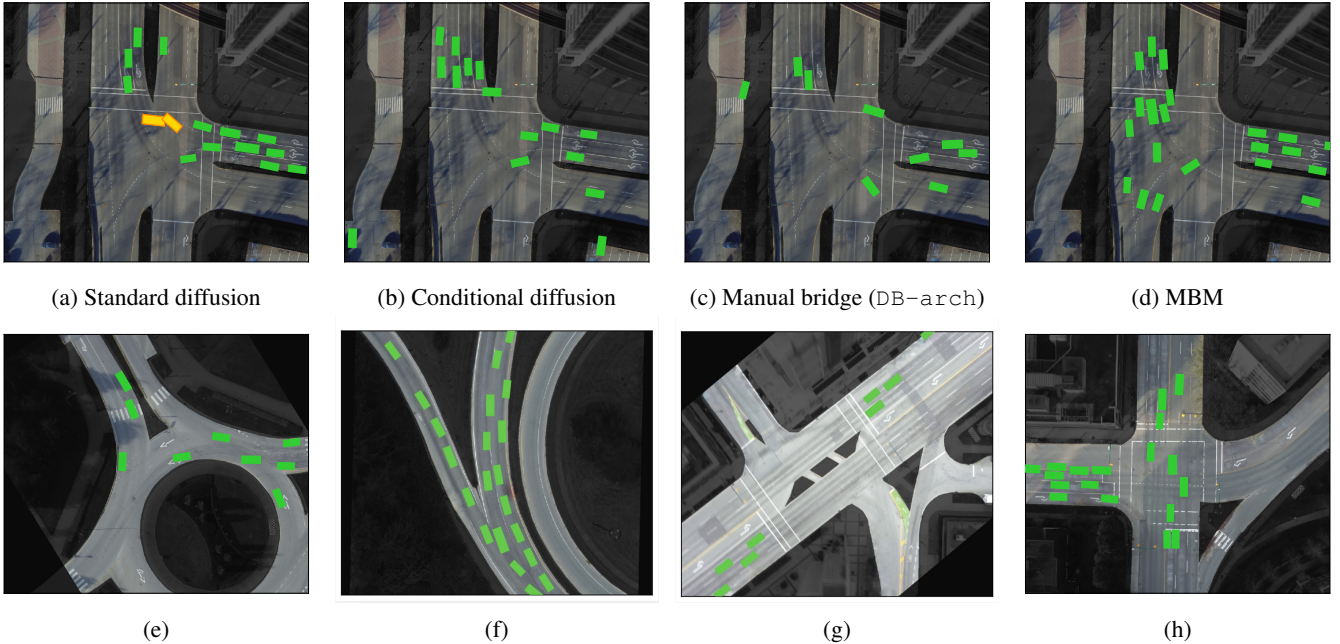 (a) Standard diffusion
(b) Conditional diffusion
(c) Manual bridge (DB-arch)
(d) MBM
(e)
(f)
(g)
(h)